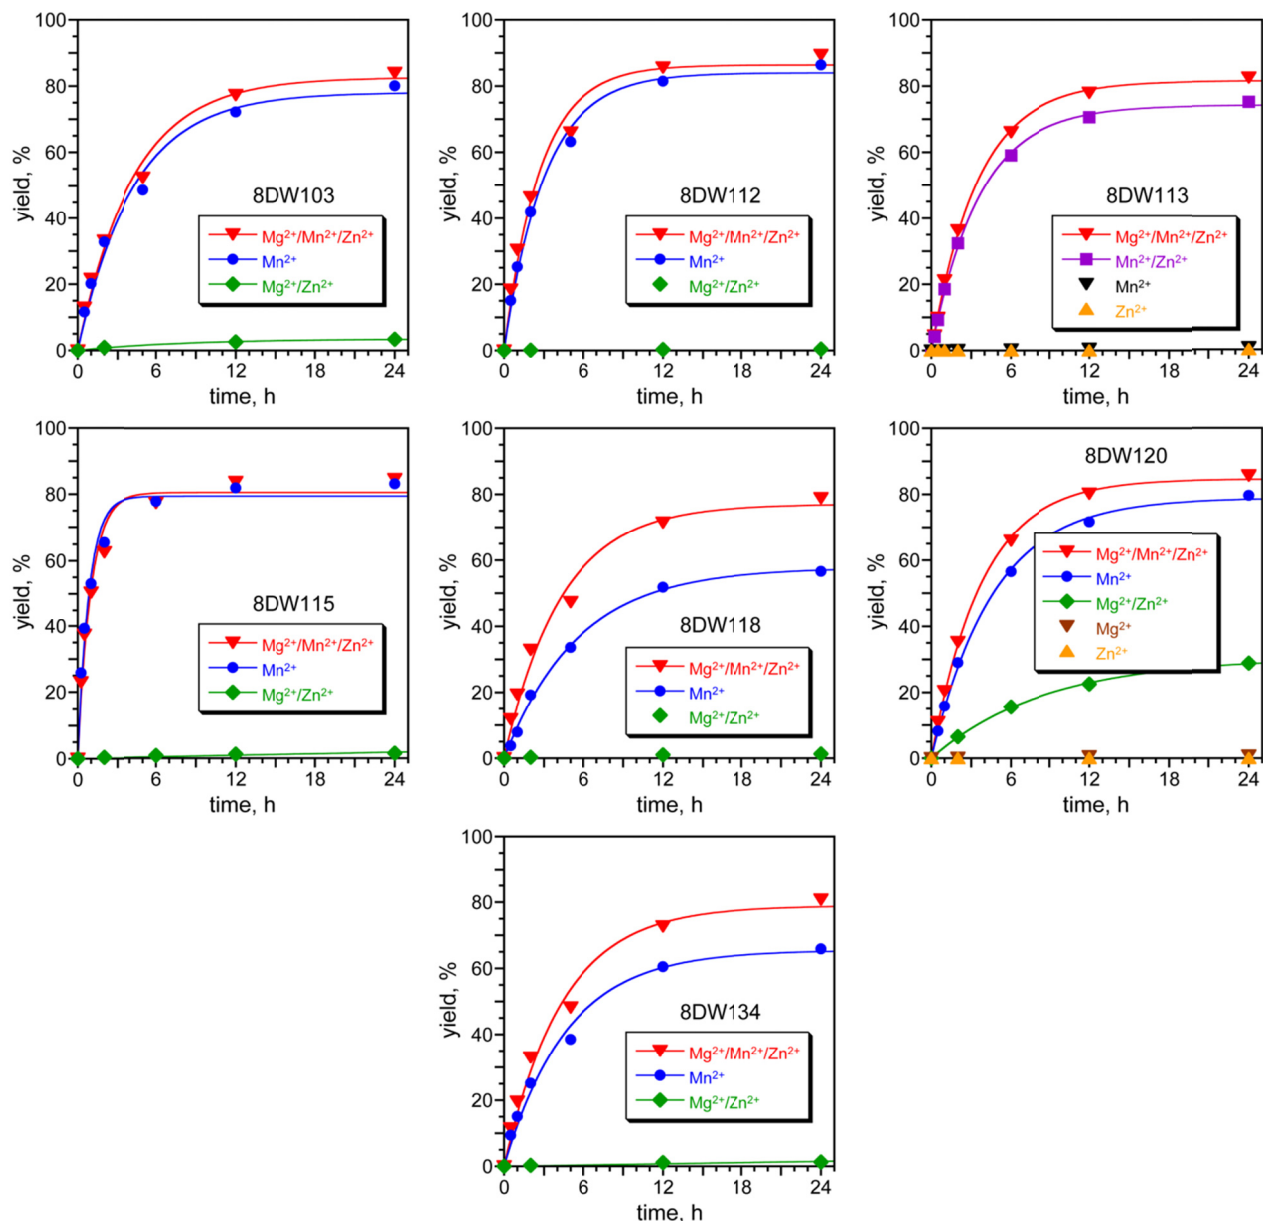 100
80
60
40
20
0
yield, %
8DW103
Mg²⁺/Mn²⁺/Zn²⁺
Mn²⁺
Mg²⁺/Zn²⁺
0 6 12 18 24
time, h
100
80
60
40
20
0
yield, %
8DW112
Mg²⁺/Mn²⁺/Zn²⁺
Mn²⁺
Mg²⁺/Zn²⁺
0 6 12 18 24
time, h
100
80
60
40
20
0
yield, %
8DW113
Mg²⁺/Mn²⁺/Zn²⁺
Mn²⁺/Zn²⁺
Mn²⁺
Zn²⁺
0 6 12 18 24
time, h
100
80
60
40
20
0
yield, %
8DW115
Mg²⁺/Mn²⁺/Zn²⁺
Mn²⁺
Mg²⁺/Zn²⁺
0 6 12 18 24
time, h
100
80
60
40
20
0
yield, %
8DW118
Mg²⁺/Mn²⁺/Zn²⁺
Mn²⁺
Mg²⁺/Zn²⁺
0 6 12 18 24
time, h
100
80
60
40
20
0
yield, %
8DW120
Mg²⁺/Mn²⁺/Zn²⁺
Mn²⁺
Mg²⁺/Zn²⁺
Mg²⁺
Zn²⁺
0 6 12 18 24
time, h
100
80
60
40
20
0
yield, %
8DW134
Mg²⁺/Mn²⁺/Zn²⁺
Mn²⁺
Mg²⁺/Zn²⁺
0 6 12 18 24
time, h